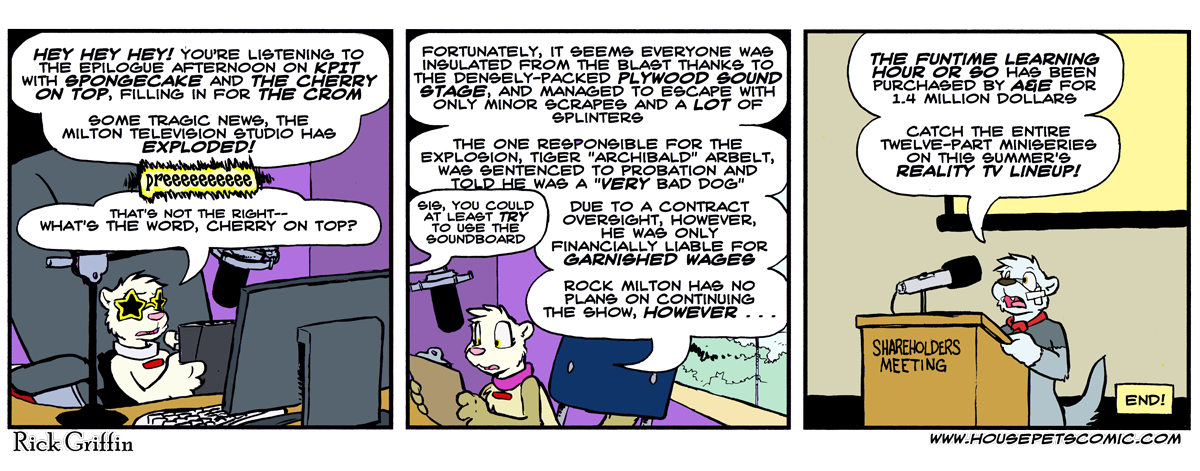 HEY HEY HEY! YOU'RE LISTENING TO
THE EPILOGUE AFTERNOON ON KPIT
WITH SPONGECAKE AND THE CHERRY
ON TOP, FILLING IN FOR THE CROM
SOME TRAGIC NEWS, THE
MILTON TELEVISION STUDIO HAS
EXPLODED!
preeeeeeeeee
THAT'S NOT THE RIGHT--
WHAT'S THE WORD, CHERRY ON TOP?
FORTUNATELY, IT SEEMS EVERYONE WAS
INSULATED FROM THE BLAST THANKS TO
THE DENSELY-PACKED PLYWOOD SOUND
STAGE, AND MANAGED TO ESCAPE WITH
ONLY MINOR SCRAPES AND A LOT OF
SPLINTERS
THE ONE RESPONSIBLE FOR THE
EXPLOSION, TIGER "ARCHIBALD" ARBELT,
WAS SENTENCED TO PROBATION AND
TOLD HE WAS A "VERY BAD DOG"
SIS, YOU COULD
AT LEAST TRY
TO USE THE
SOUNDBOARD
DUE TO A CONTRACT
OVERSIGHT, HOWEVER,
HE WAS ONLY
FINANCIALLY LIABLE FOR
GARNISHED WAGES
ROCK MILTON HAS NO
PLANS ON CONTINUING
THE SHOW, HOWEVER . . .
THE FUNTIME LEARNING
HOUR OR SO HAS BEEN
PURCHASED BY A&E FOR
1.4 MILLION DOLLARS
CATCH THE ENTIRE
TWELVE-PART MINISERIES
ON THIS SUMMER'S
REALITY TV LINEUP!
SHAREHOLDERS
MEETING
END!
Rick Griffin
WWW.HOUSEPETSCOMIC.COM